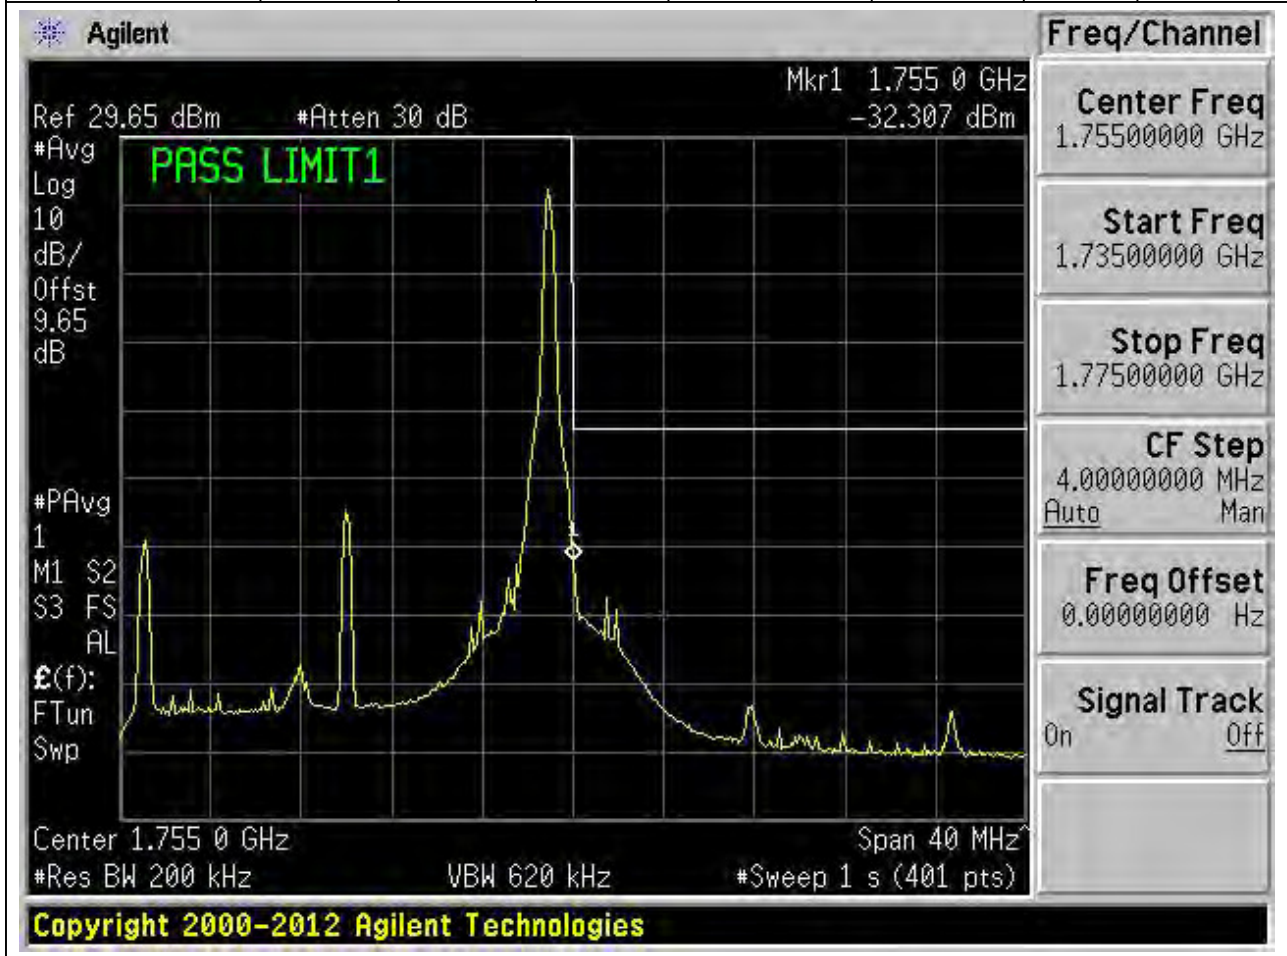 Agilent
Freq/Channel
Mkr1 1.755 0 GHz
Ref 29.65 dBm #Atten 30 dB -32.307 dBm
#Avg
Log
10
dB/
Offst
9.65
dB
PASS LIMIT1
1
#PAvg
1
M1 S2
S3 FS
AL
£(f):
FTun
Swp
Center 1.755 0 GHz Span 40 MHz^
#Res BW 200 kHz VBW 620 kHz #Sweep 1 s (401 pts)
Copyright 2000-2012 Agilent Technologies
Center Freq
1.75500000 GHz
Start Freq
1.73500000 GHz
Stop Freq
1.77500000 GHz
CF Step
4.00000000 MHz
Auto Man
Freq Offset
0.00000000 Hz
Signal Track
On Off